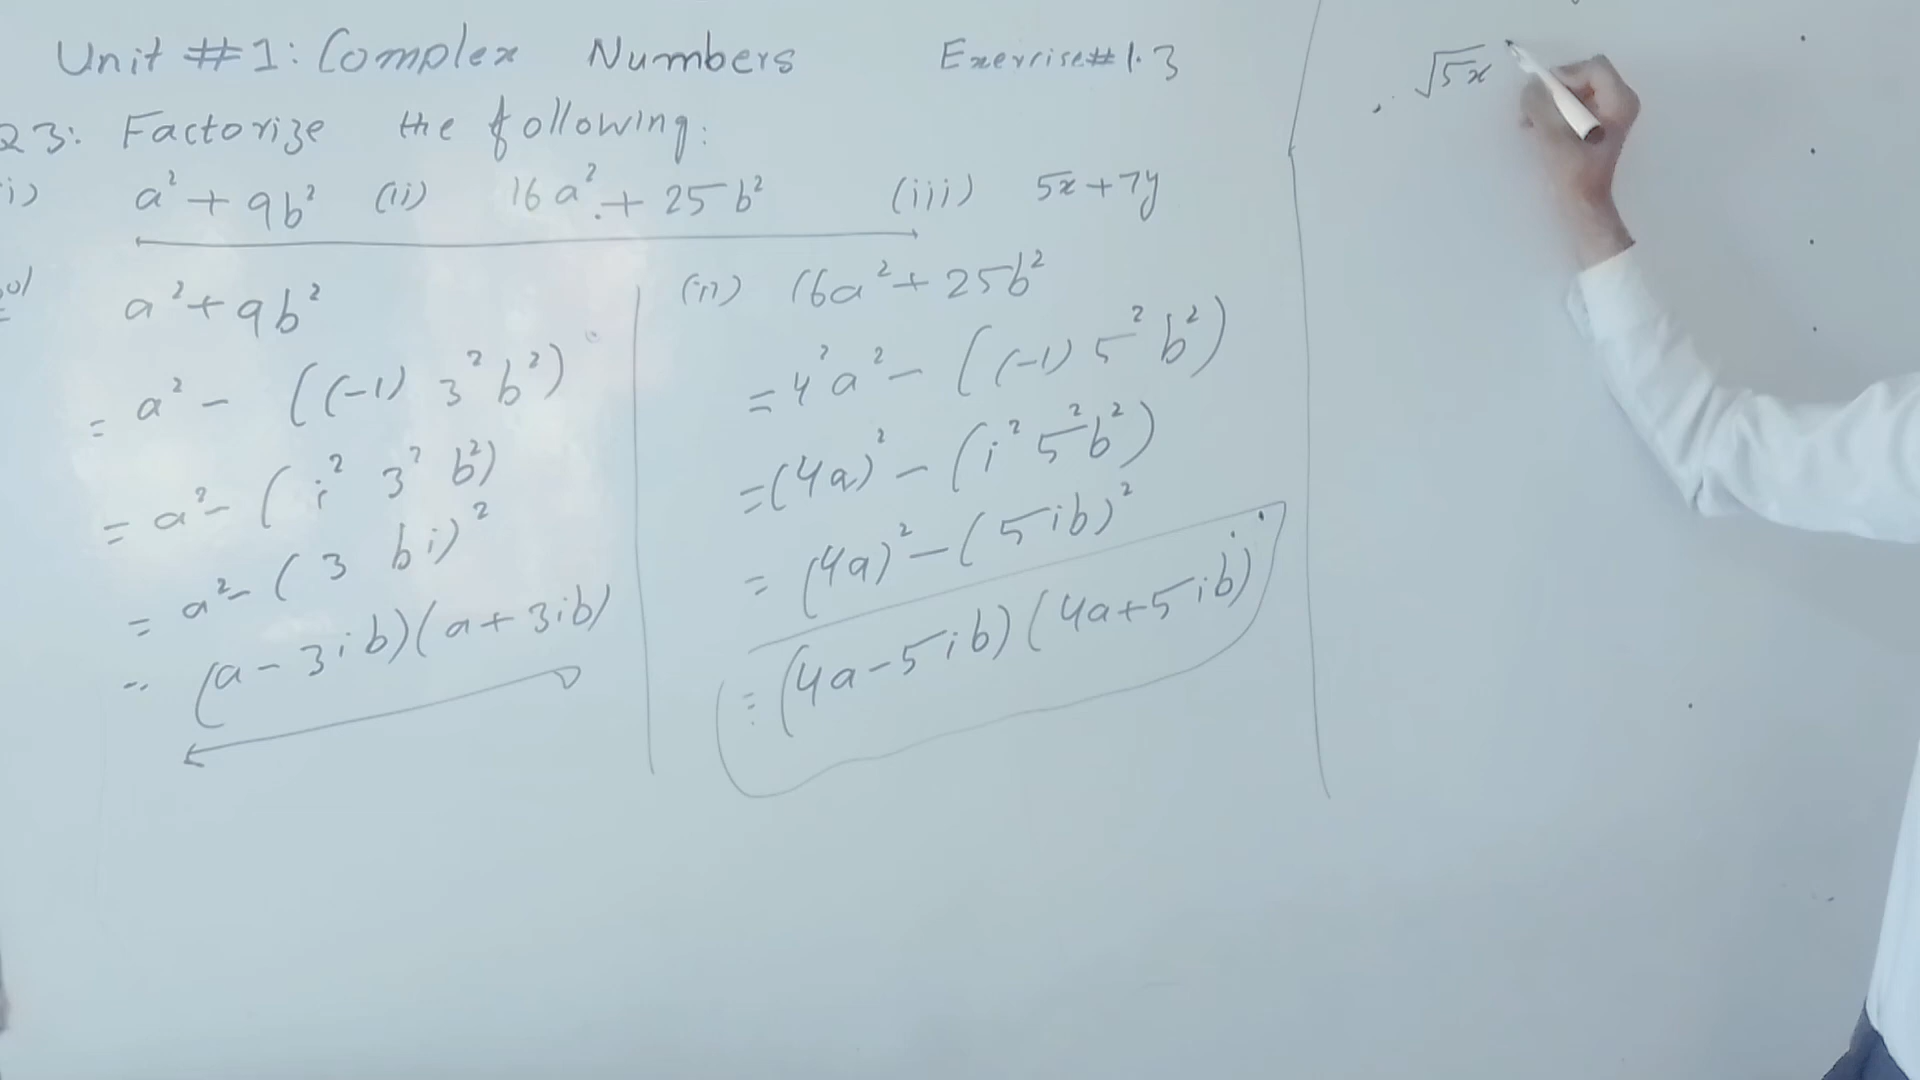 Unit #1: Complex Numbers Exercise#1.3
Q3: Factorize the following:
i) a² + 9b² (ii) 16a² + 25b² (iii) 5x+7y
a² + 9b²
= a² - ((-1) 3² b²)
= a² - (i² 3² b²)
= a² - (3 bi)²
= (a - 3ib)(a + 3ib)
(ii) 16a² + 25b²
= 4²a² - ((-1) 5² b²)
= (4a)² - (i² 5² b²)
= (4a)² - (5ib)²
= (4a - 5ib)(4a + 5ib)
√5x